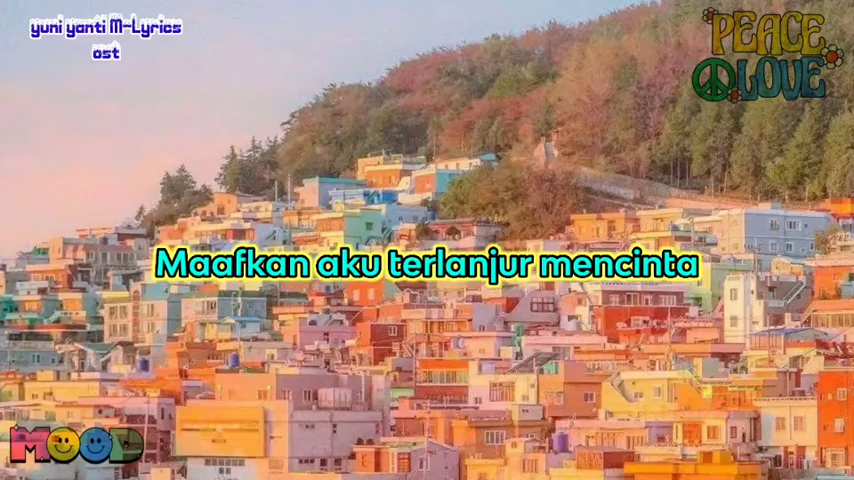 yuni yanti M-Lyrics
ost
PEACE
LOVE
Maafkan aku terlanjur mencinta
MOOD